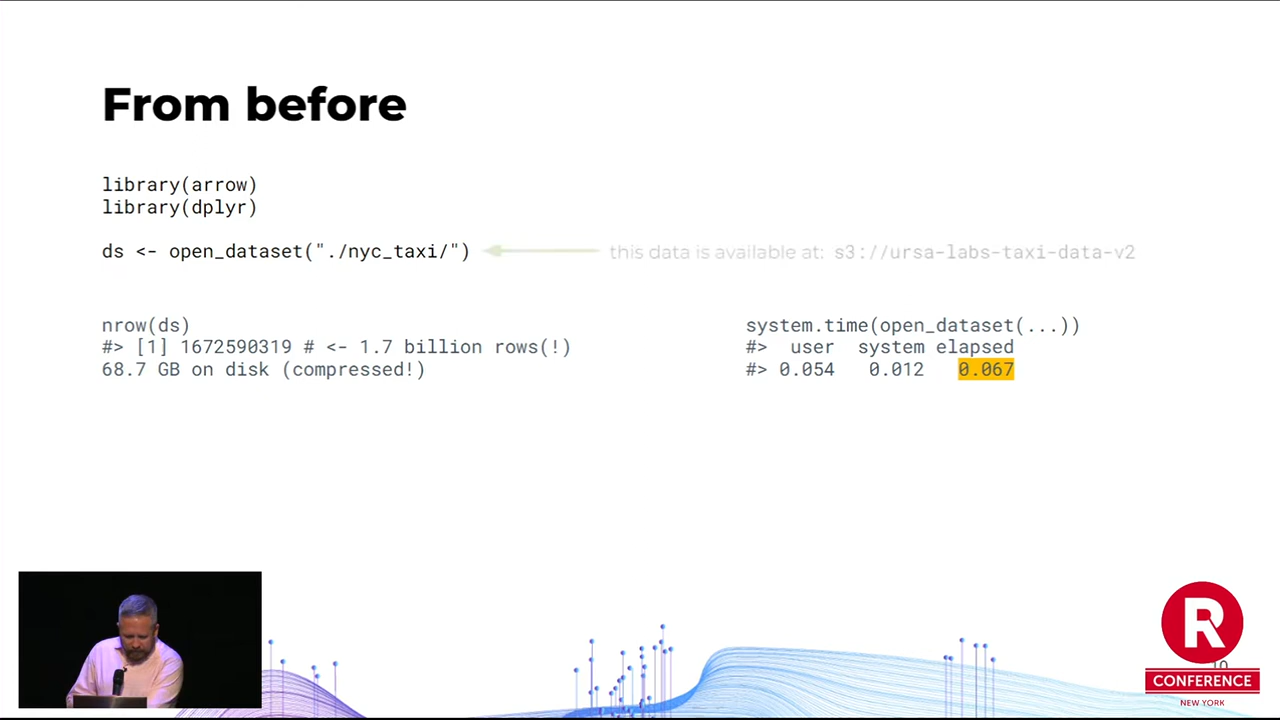 From before
library(arrow)
library(dplyr)
ds <- open_dataset("./nyc_taxi/")
this data is available at: s3://ursa-labs-taxi-data-v2
nrow(ds)
#> [1] 1672590319 # <- 1.7 billion rows(!)
68.7 GB on disk (compressed!)
system.time(open_dataset(...))
#> user system elapsed
#> 0.054 0.012 0.067
R
10
CONFERENCE
NEW YORK